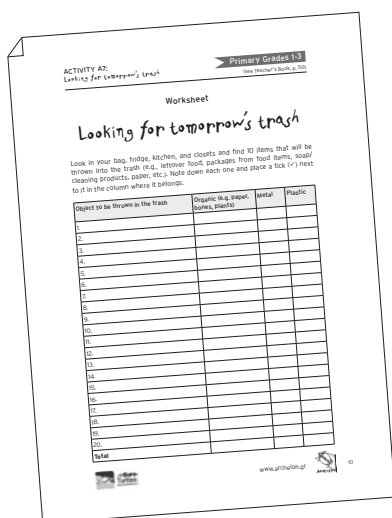 ACTIVITY A7:
Looking for tomorrow's trash
Primary Grades 1-3
(see Teacher's Book, p. 50)
Worksheet
Looking for tomorrow's trash
Look in your bag, fridge, kitchen, and closets and find 10 items that will be
thrown into the trash (e.g., leftover food, packages from food items, soap/
cleaning products, paper, etc.). Note down each one and place a tick (✓) next
to it in the column where it belongs.
Object to be thrown in the trash Organic (e.g. paper, Metal Plastic
bones, plants)
1.
2.
3.
4.
5.
6.
7.
8.
9.
10.
11.
12.
13.
14.
15.
16.
17.
18.
19.
20.
Total
www.archelon.gr
10